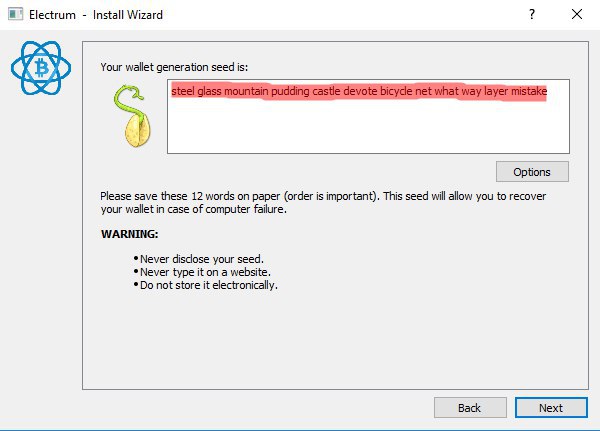 Electrum - Install Wizard
Your wallet generation seed is:
steel glass mountain pudding castle devote bicycle net what way layer mistake
Options
Please save these 12 words on paper (order is important). This seed will allow you to recover
your wallet in case of computer failure.
WARNING:
• Never disclose your seed.
• Never type it on a website.
• Do not store it electronically.
Back Next